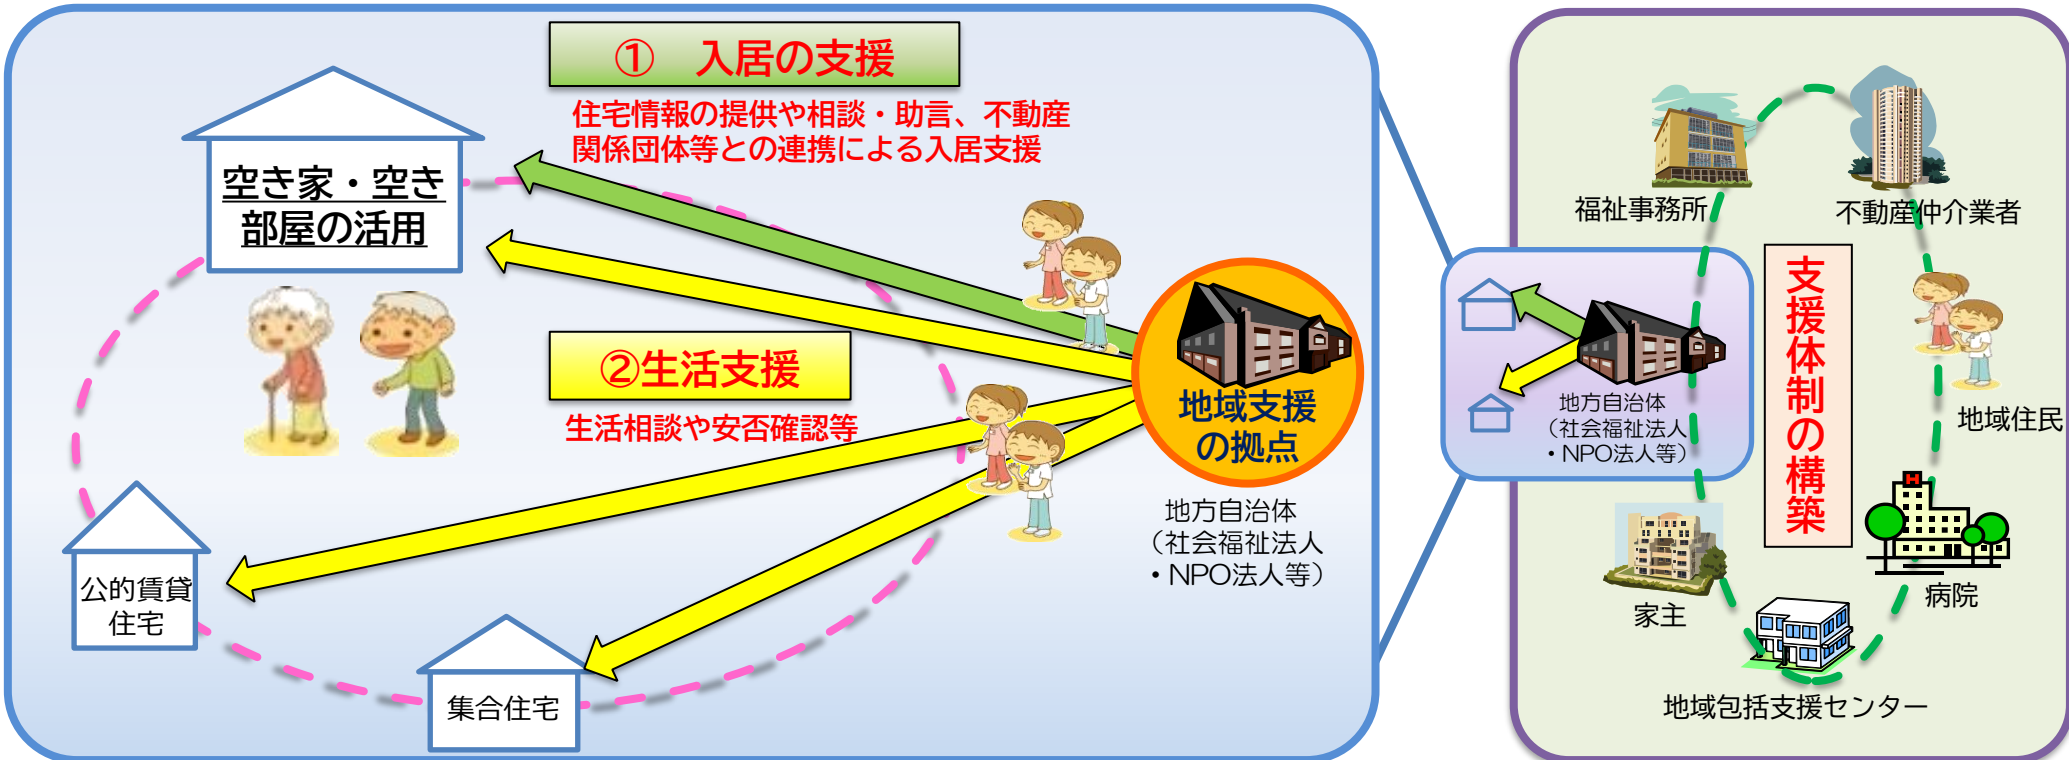 ①　入居の支援
住宅情報の提供や相談・助言、不動産
関係団体等との連携による入居支援
空き家・空き
部屋の活用
②生活支援
生活相談や安否確認等
地域支援
の拠点
地方自治体
（社会福祉法人
・NPO法人等）
公的賃貸
住宅
集合住宅
福祉事務所
不動産仲介業者
支援体制の構築
地方自治体
（社会福祉法人
・NPO法人等）
地域住民
H
病院
家主
地域包括支援センター